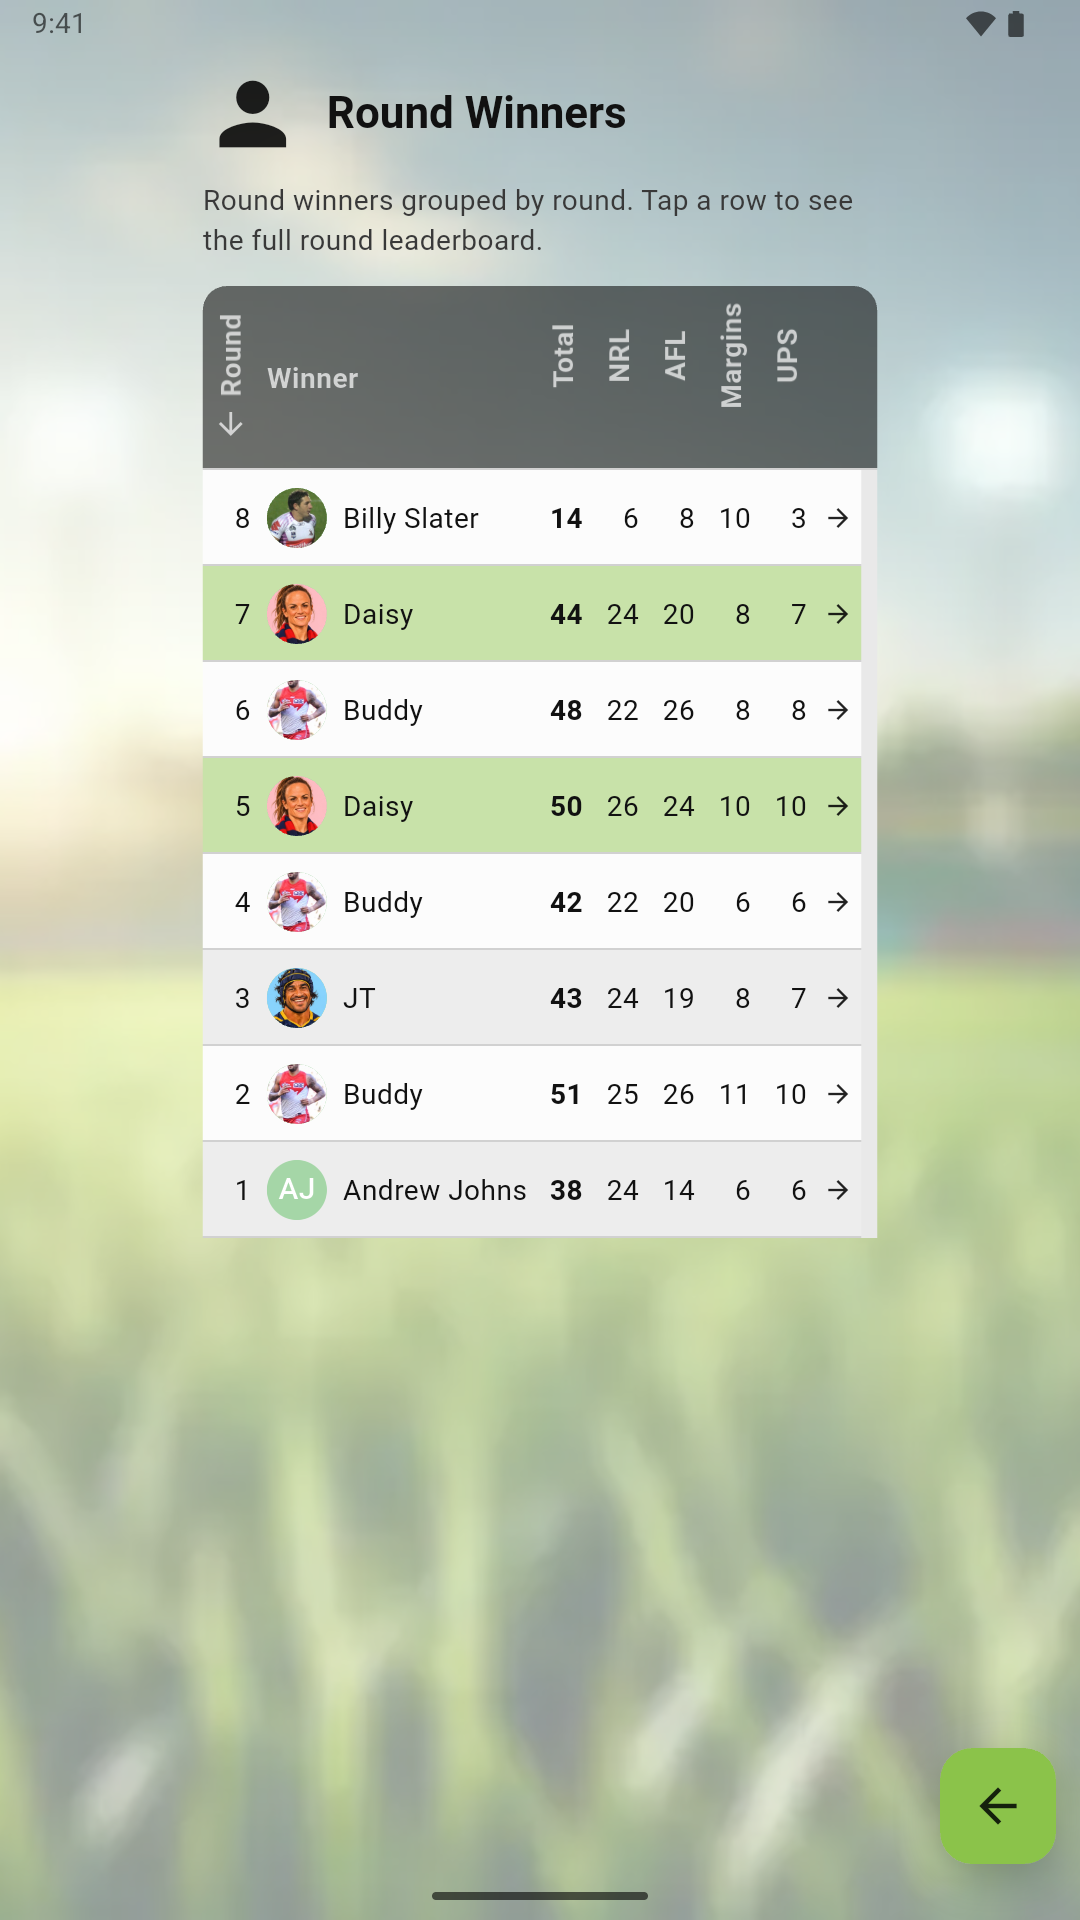 9:41
Round Winners
Round winners grouped by round. Tap a row to see
the full round leaderboard.
Round Winner Total NRL AFL Margins UPS
8 Billy Slater 14 6 8 10 3
7 Daisy 44 24 20 8 7
6 Buddy 48 22 26 8 8
5 Daisy 50 26 24 10 10
4 Buddy 42 22 20 6 6
3 JT 43 24 19 8 7
2 Buddy 51 25 26 11 10
1 AJ Andrew Johns 38 24 14 6 6